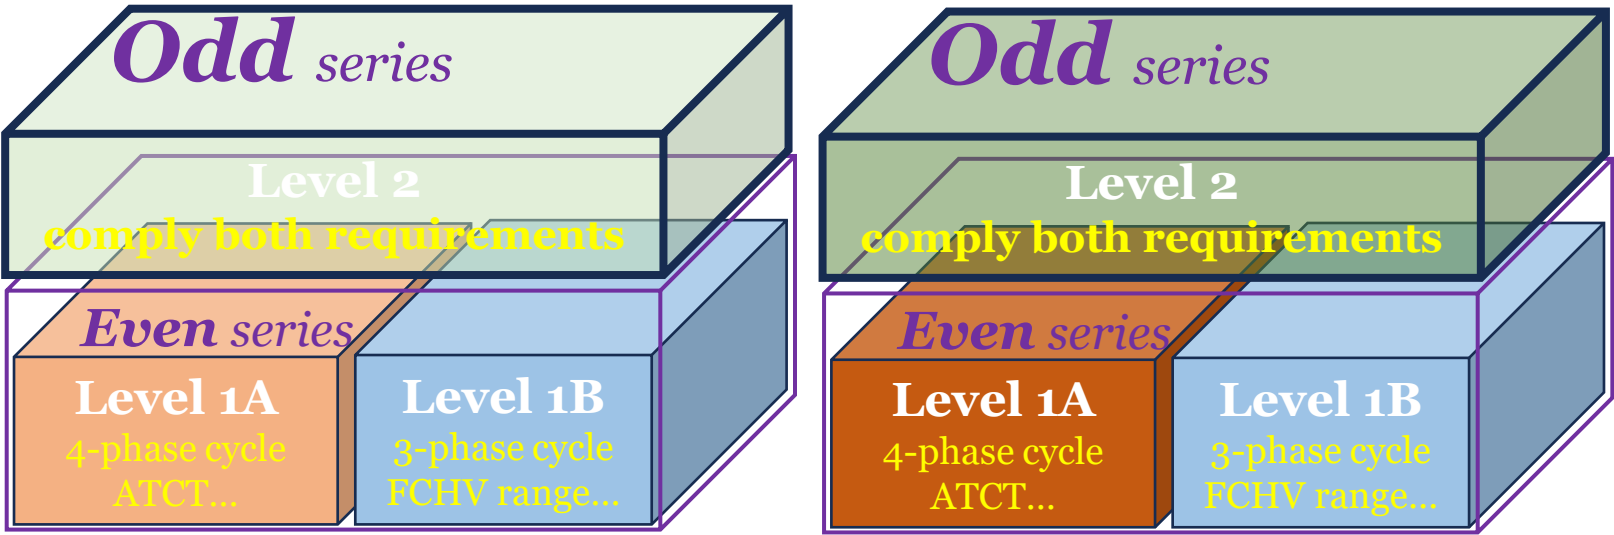 Odd series
Level 2
comply both requirements
Even series
Level 1A
4-phase cycle
ATCT...
Level 1B
3-phase cycle
FCHV range...
Odd series
Level 2
comply both requirements
Even series
Level 1A
4-phase cycle
ATCT...
Level 1B
3-phase cycle
FCHV range...